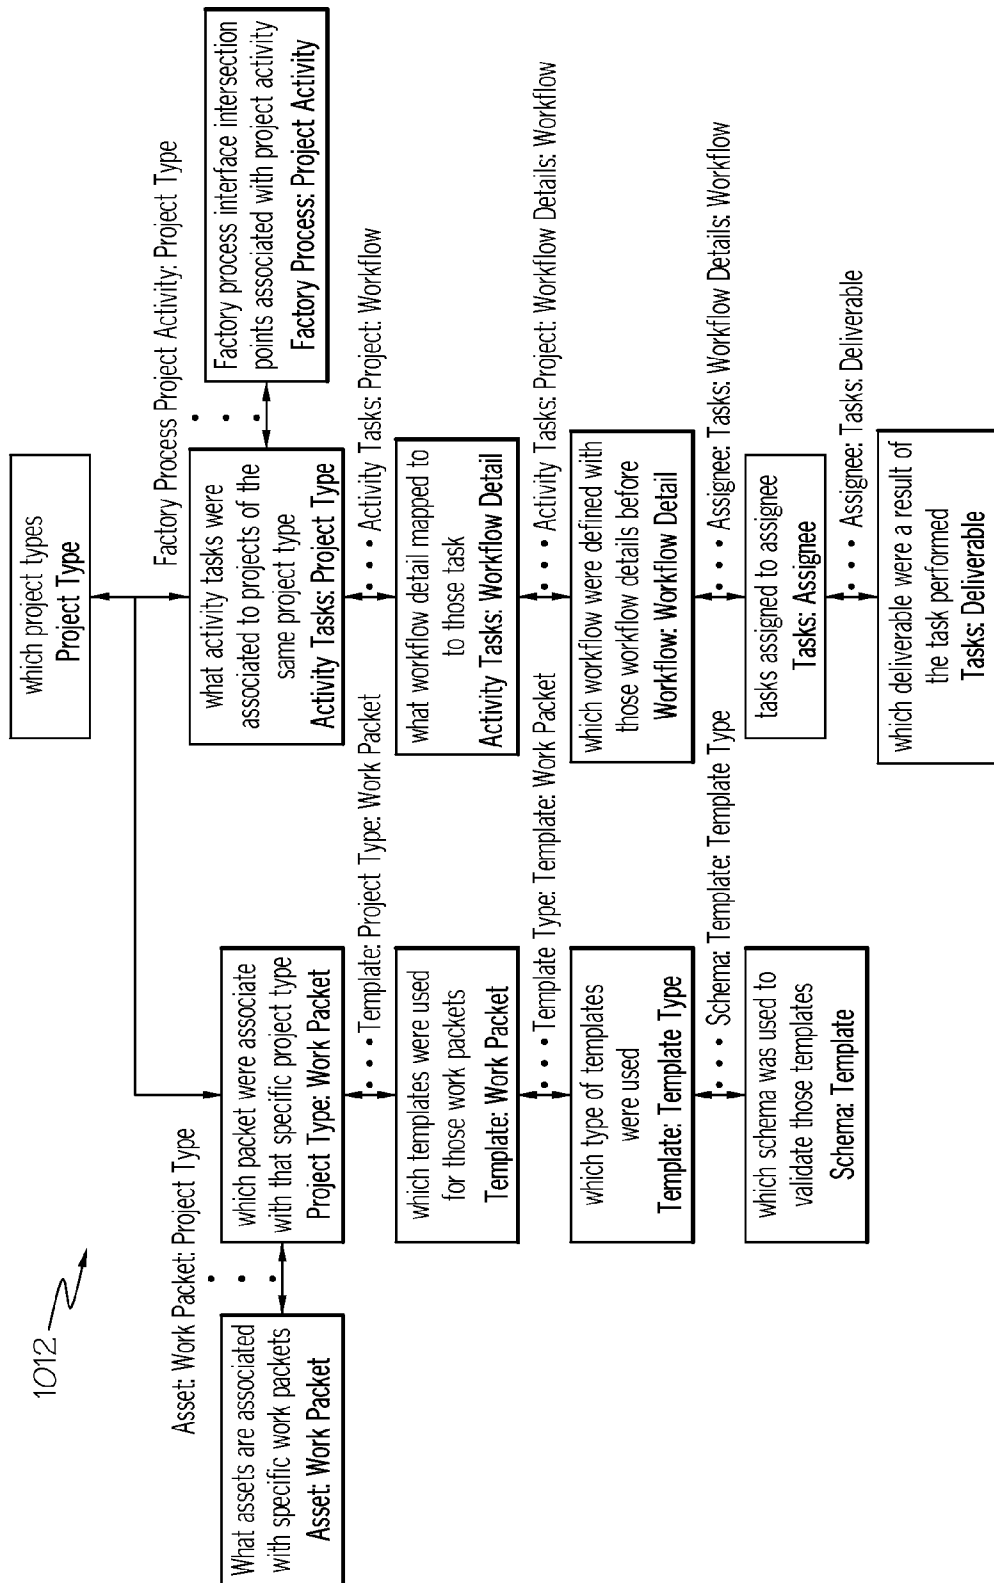 1012
which project types
Project Type
Factory Process Project Activity: Project Type
Asset: Work Packet: Project Type
What assets are associated
with specific work packets
Asset: Work Packet
which packet were associate
with that specific project type
Project Type: Work Packet
what activity tasks were
associated to projects of the
same project type
Activity Tasks: Project Type
Factory process interface intersection
points associated with project activity
Factory Process: Project Activity
Template: Project Type: Work Packet
Activity Tasks: Project: Workflow
which templates were used
for those work packets
Template: Work Packet
what workflow detail mapped to
to those task
Activity Tasks: Workflow Detail
Template Type: Template: Work Packet
Activity Tasks: Project: Workflow Details: Workflow
which type of templates
were used
Template: Template Type
which workflow were defined with
those workflow details before
Workflow: Workflow Detail
Schema: Template: Template Type
Assignee: Tasks: Workflow Details: Workflow
which schema was used to
validate those templates
Schema: Template
tasks assigned to assignee
Tasks: Assignee
Assignee: Tasks: Deliverable
which deliverable were a result of
the task performed
Tasks: Deliverable